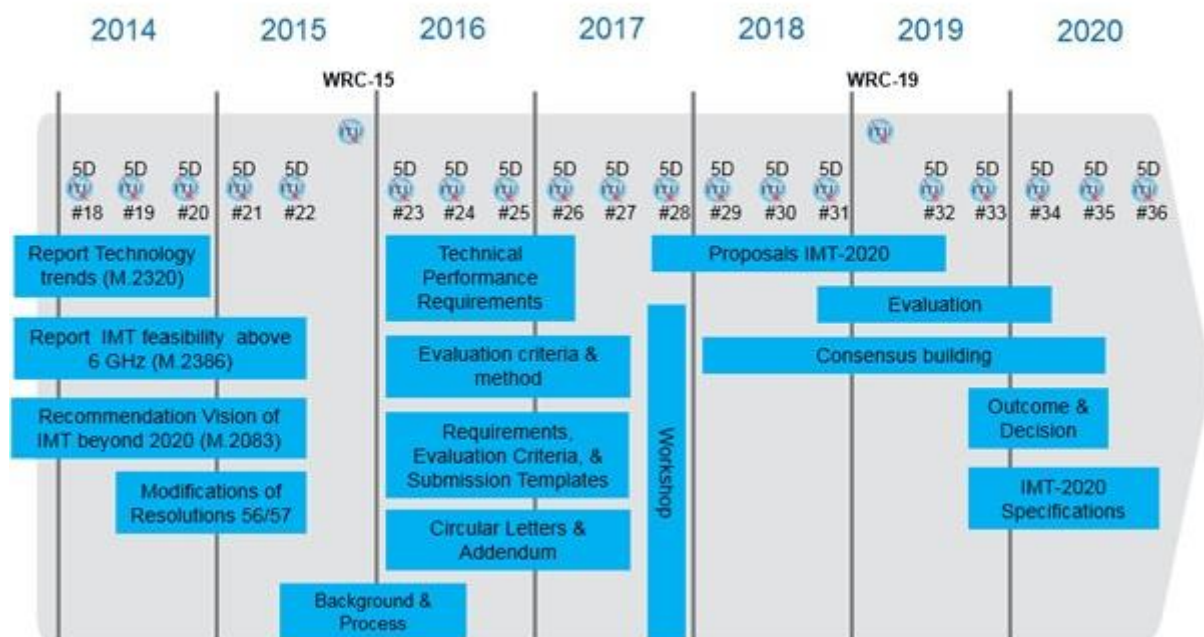 2014 2015 2016 2017 2018 2019 2020
WRC-15 WRC-19
5D 5D 5D 5D 5D 5D 5D 5D 5D 5D 5D 5D 5D 5D 5D 5D 5D 5D 5D
#18 #19 #20 #21 #22 #23 #24 #25 #26 #27 #28 #29 #30 #31 #32 #33 #34 #35 #36
Report Technology
trends (M.2320)
Report IMT feasibility above
6 GHz (M.2386)
Recommendation Vision of
IMT beyond 2020 (M.2083)
Modifications of
Resolutions 56/57
Background &
Process
Technical
Performance
Requirements
Evaluation criteria &
method
Requirements,
Evaluation Criteria, &
Submission Templates
Circular Letters &
Addendum
Workshop
Proposals IMT-2020
Evaluation
Consensus building
Outcome &
Decision
IMT-2020
Specifications